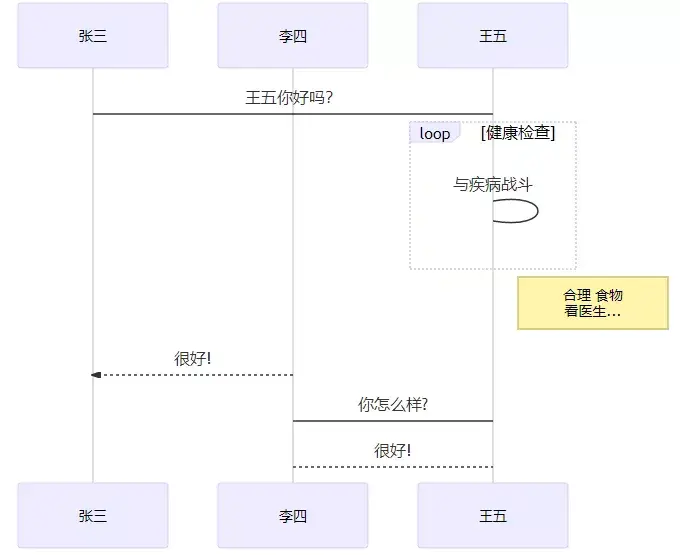 张三 李四 王五
王五你好吗?
loop [健康检查]
与疾病战斗
合理 食物
看医生...
很好!
你怎么样?
很好!
张三 李四 王五